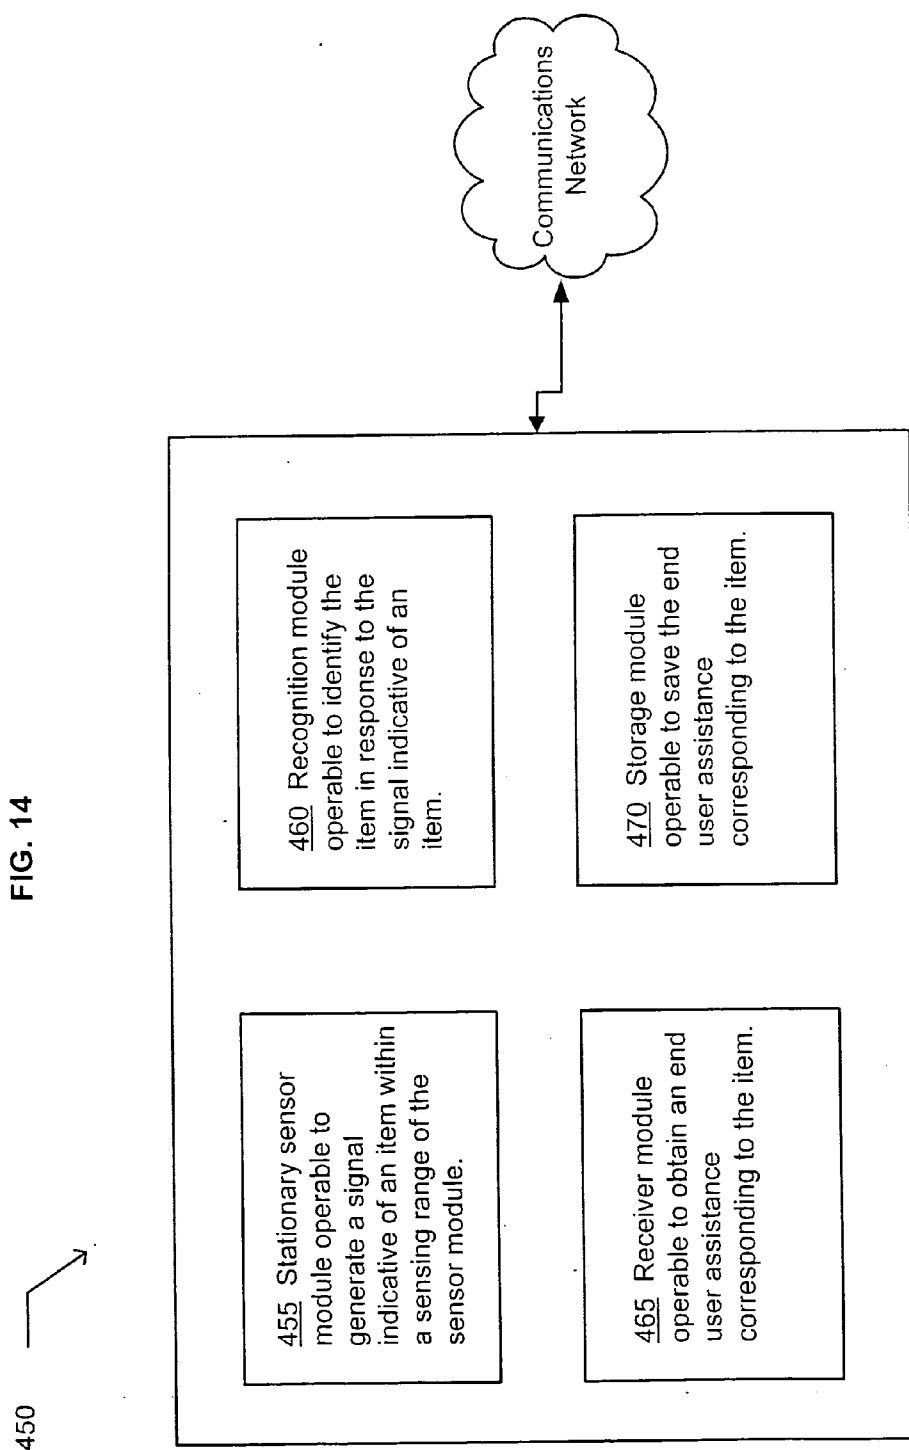 FIG. 14
450
455 Stationary sensor
module operable to
generate a signal
indicative of an item within
a sensing range of the
sensor module.
460 Recognition module
operable to identify the
item in response to the
signal indicative of an
item.
465 Receiver module
operable to obtain an end
user assistance
corresponding to the item.
470 Storage module
operable to save the end
user assistance
corresponding to the item.
Communications
Network